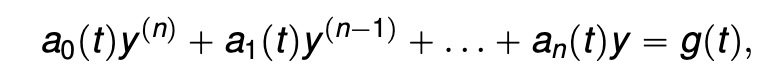 a₀(t)y⁽ⁿ⁾ + a₁(t)y⁽ⁿ⁻¹⁾ + … + aₙ(t)y = g(t),